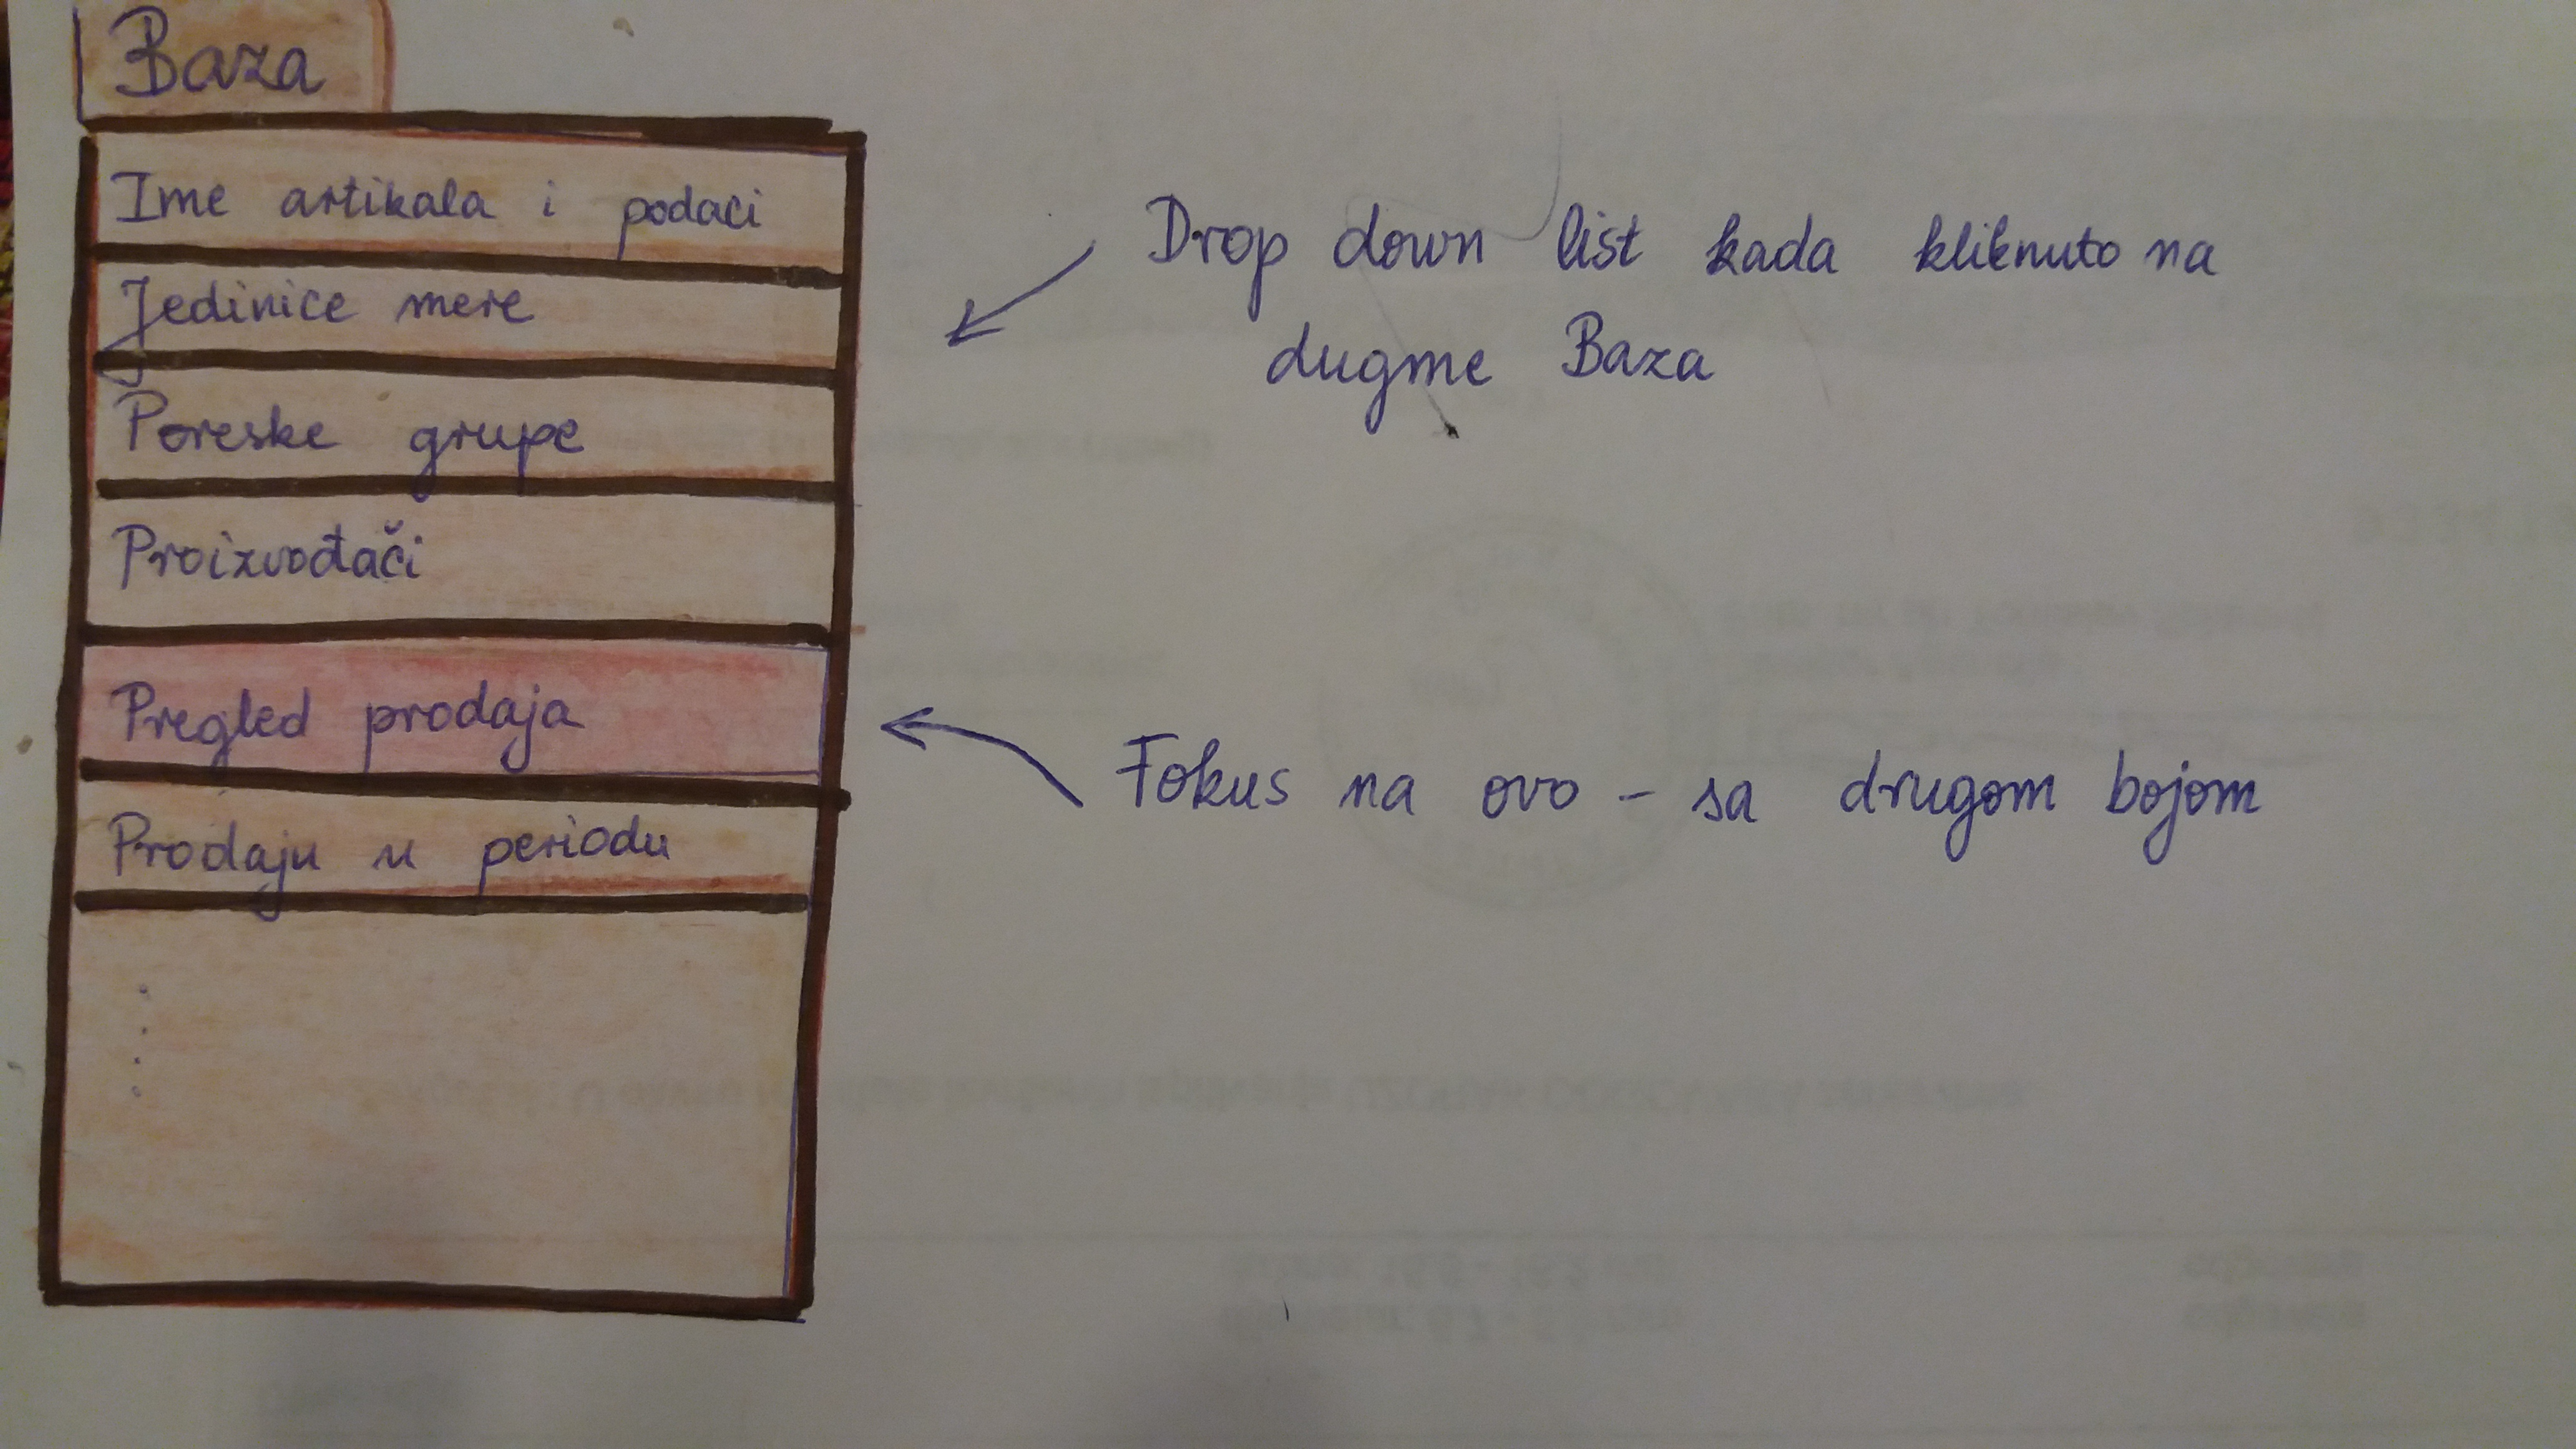 Baza
Ime artikala i podaci
Jedinice mere
Poreske grupe
Proizvođači
Pregled prodaja
Prodaju u periodu
Drop down list kada kliknuto na
dugme Baza
Fokus na ovo - sa drugom bojom